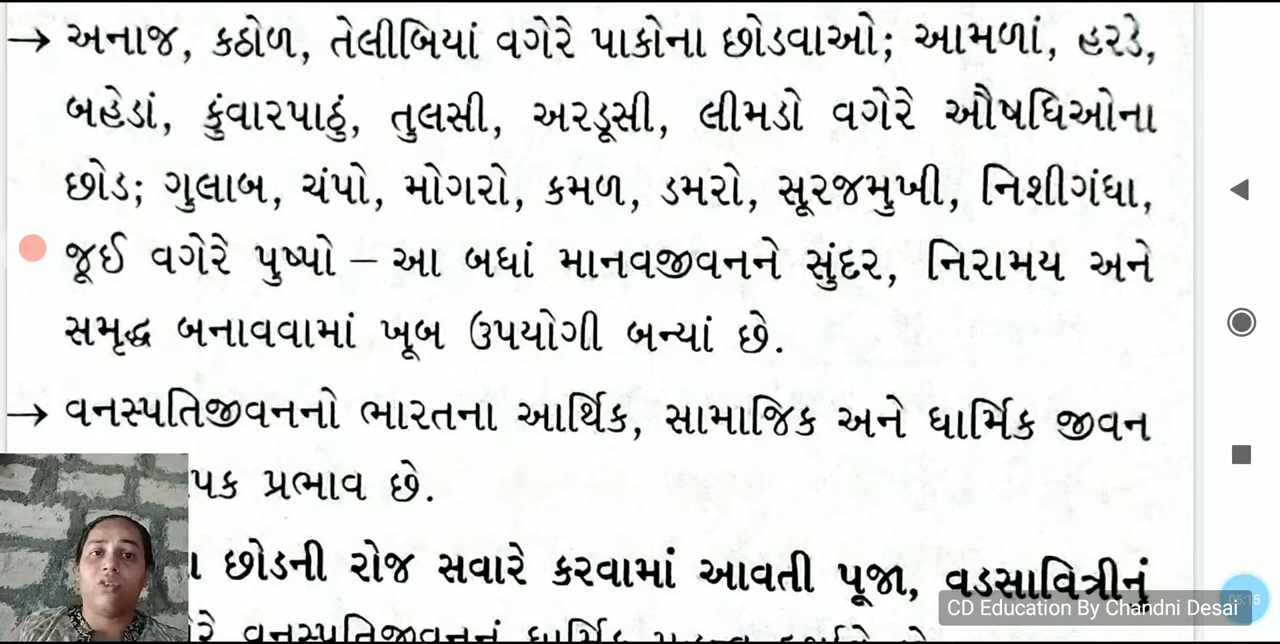 → અનાજ, કઠોળ, તેલીબિયાં વગેરે પાકોના છોડવાઓ; આમળાં, હરડે,
બહેડાં, કુંવારપાઠું, તુલસી, અરડૂસી, લીમડો વગેરે ઔષધિઓના
છોડ; ગુલાબ, ચંપો, મોગરો, કમળ, ડમરો, સૂરજમુખી, નિશીગંધા,
જૂઈ વગેરે પુષ્પો – આ બધાં માનવજીવનને સુંદર, નિરામય અને
સમૃદ્ધ બનાવવામાં ખૂબ ઉપયોગી બન્યાં છે.
→ વનસ્પતિજીવનનો ભારતના આર્થિક, સામાજિક અને ધાર્મિક જીવન
પક પ્રભાવ છે.
છોડની રોજ સવારે કરવામાં આવતી પૂજા, વડસાવિત્રીનું
05:15
CD Education By Chandni Desai